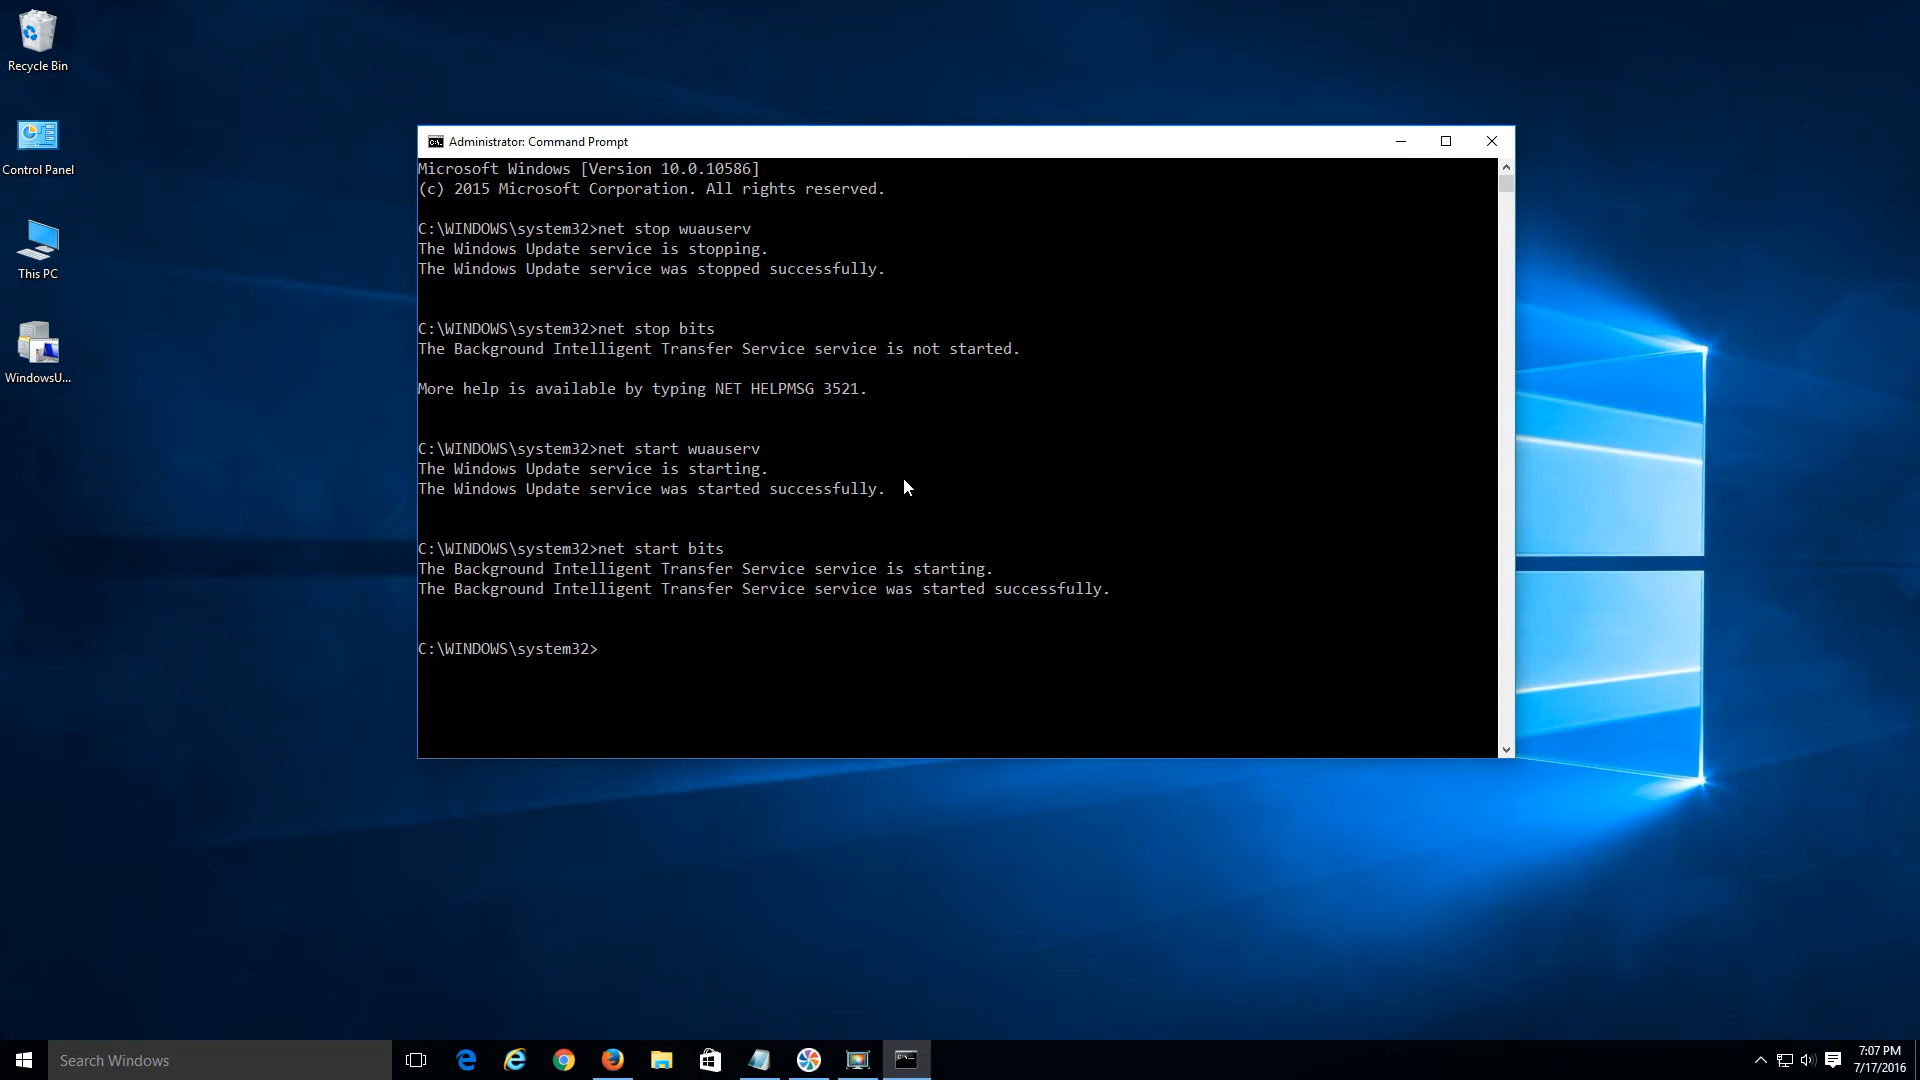 Recycle Bin
Control Panel
This PC
WindowsU...
Administrator: Command Prompt
Microsoft Windows [Version 10.0.10586]
(c) 2015 Microsoft Corporation. All rights reserved.
C:\WINDOWS\system32>net stop wuauserv
The Windows Update service is stopping.
The Windows Update service was stopped successfully.
C:\WINDOWS\system32>net stop bits
The Background Intelligent Transfer Service service is not started.
More help is available by typing NET HELPMSG 3521.
C:\WINDOWS\system32>net start wuauserv
The Windows Update service is starting.
The Windows Update service was started successfully.
C:\WINDOWS\system32>net start bits
The Background Intelligent Transfer Service service is starting.
The Background Intelligent Transfer Service service was started successfully.
C:\WINDOWS\system32>
Search Windows
7:07 PM
7/17/2016